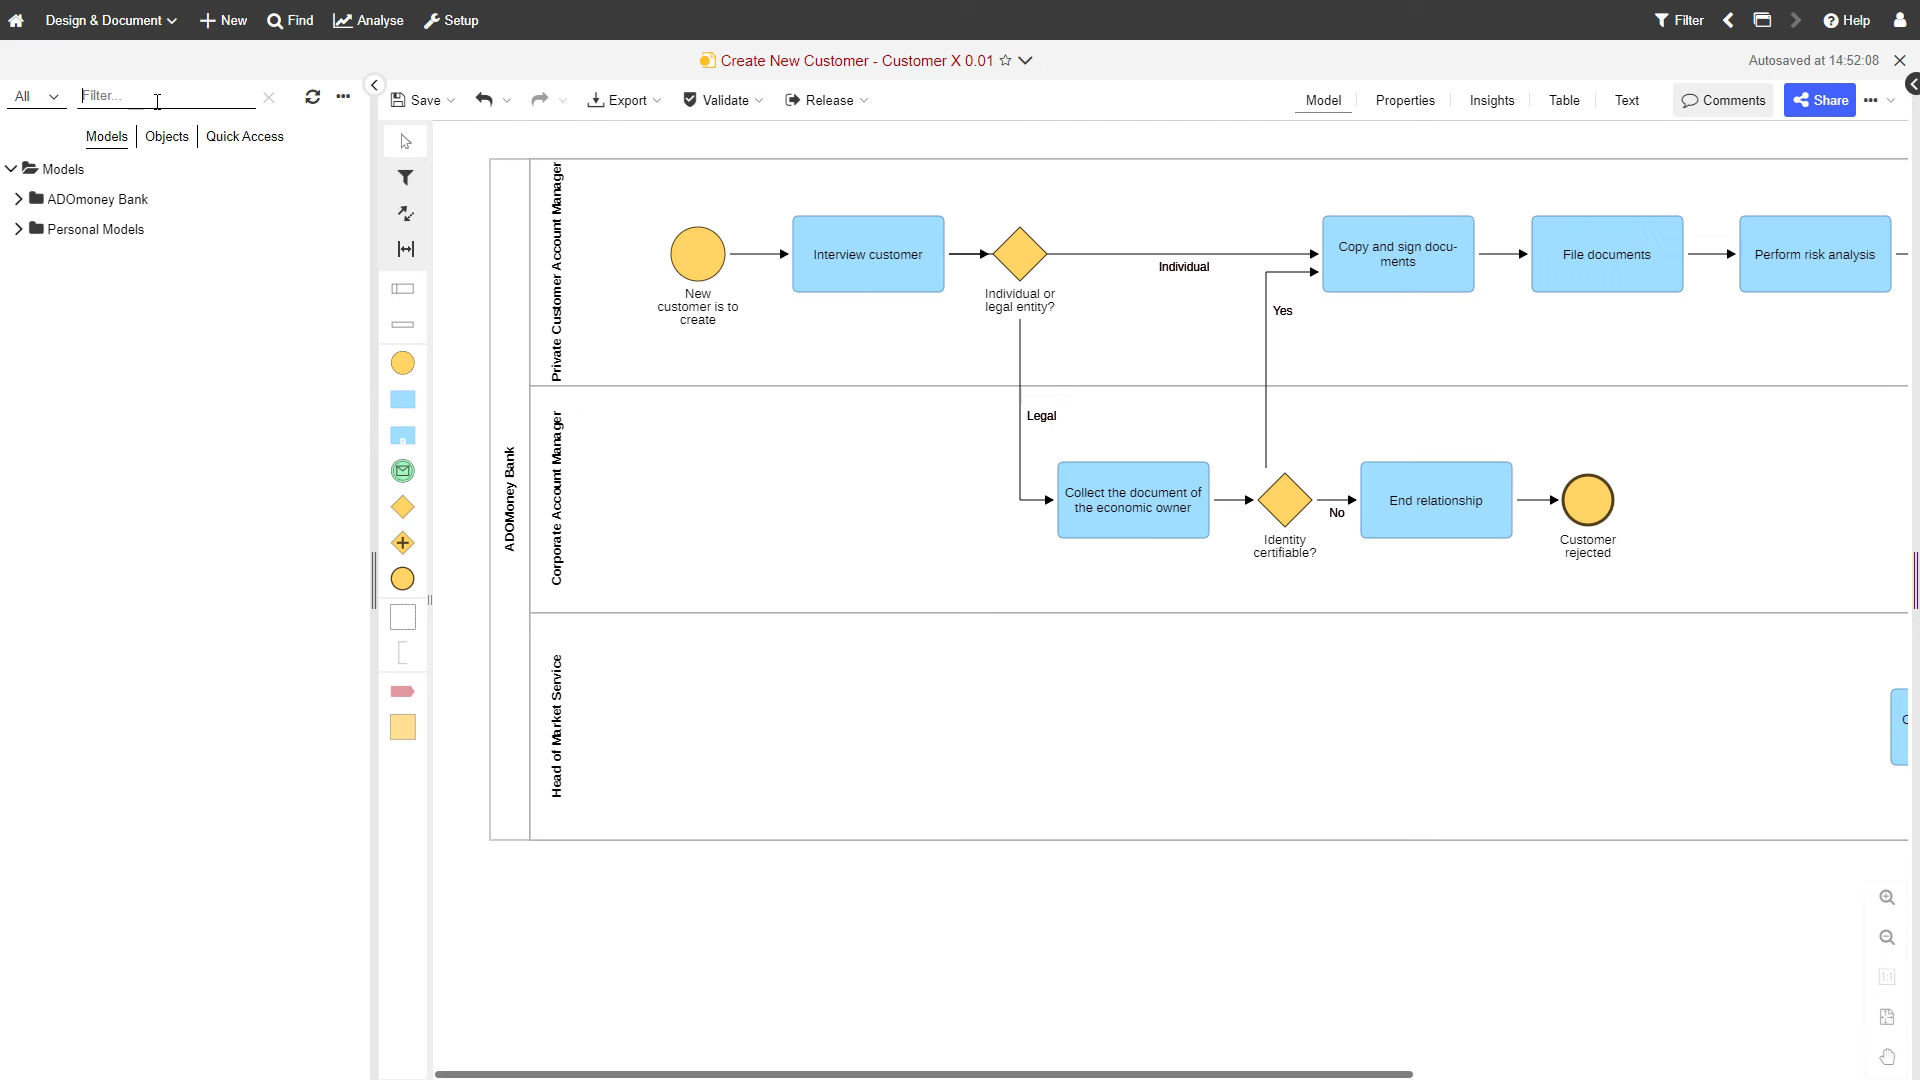 Design & Document
New
Find
Analyse
Setup
Filter
Help
Create New Customer - Customer X 0.01
Autosaved at 14:52:08
All
Filter...
Save
Export
Validate
Release
Model
Properties
Insights
Table
Text
Comments
Share
Models
Objects
Quick Access
Models
ADOmoney Bank
Personal Models
ADOMoney Bank
Private Customer Account Manager
New
customer is to
create
Interview customer
Individual or
legal entity?
Individual
Copy and sign docu-
ments
File documents
Perform risk analysis
Yes
Legal
Corporate Account Manager
Collect the document of
the economic owner
Identity
certifiable?
No
End relationship
Customer
rejected
Head of Market Service
1:1